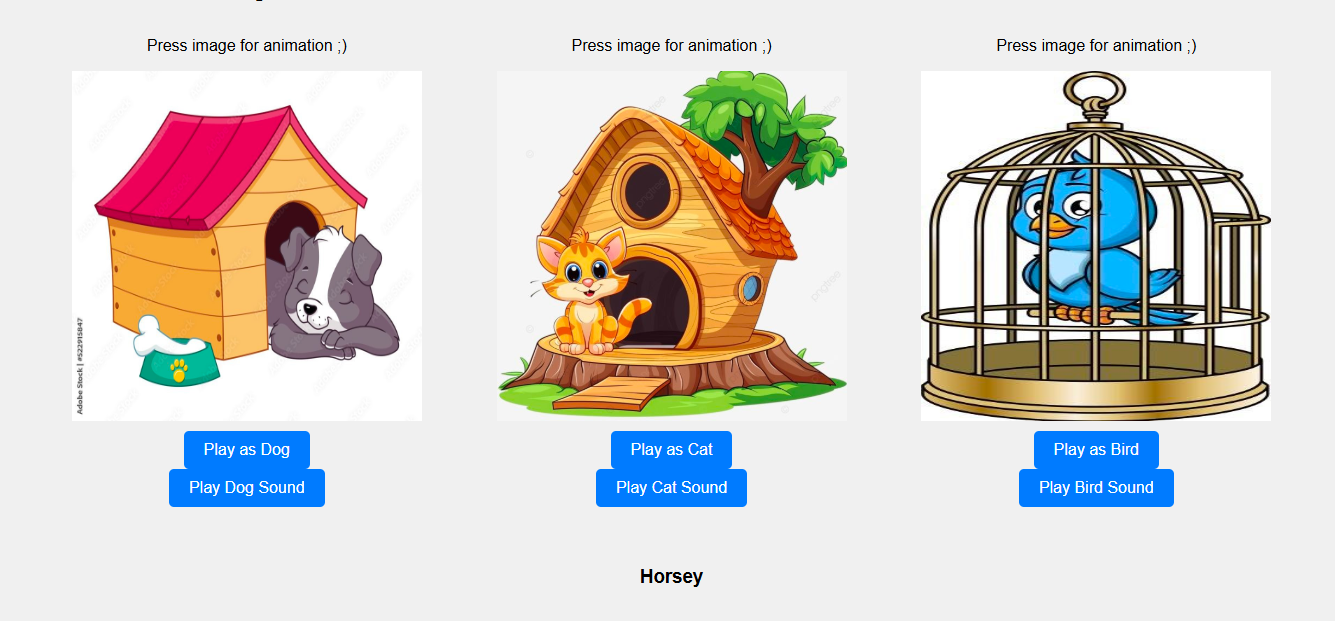 Press image for animation ;)
Press image for animation ;)
Press image for animation ;)
Adobe Stock | #522915847
Play as Dog
Play Dog Sound
Play as Cat
Play Cat Sound
Play as Bird
Play Bird Sound
Horsey